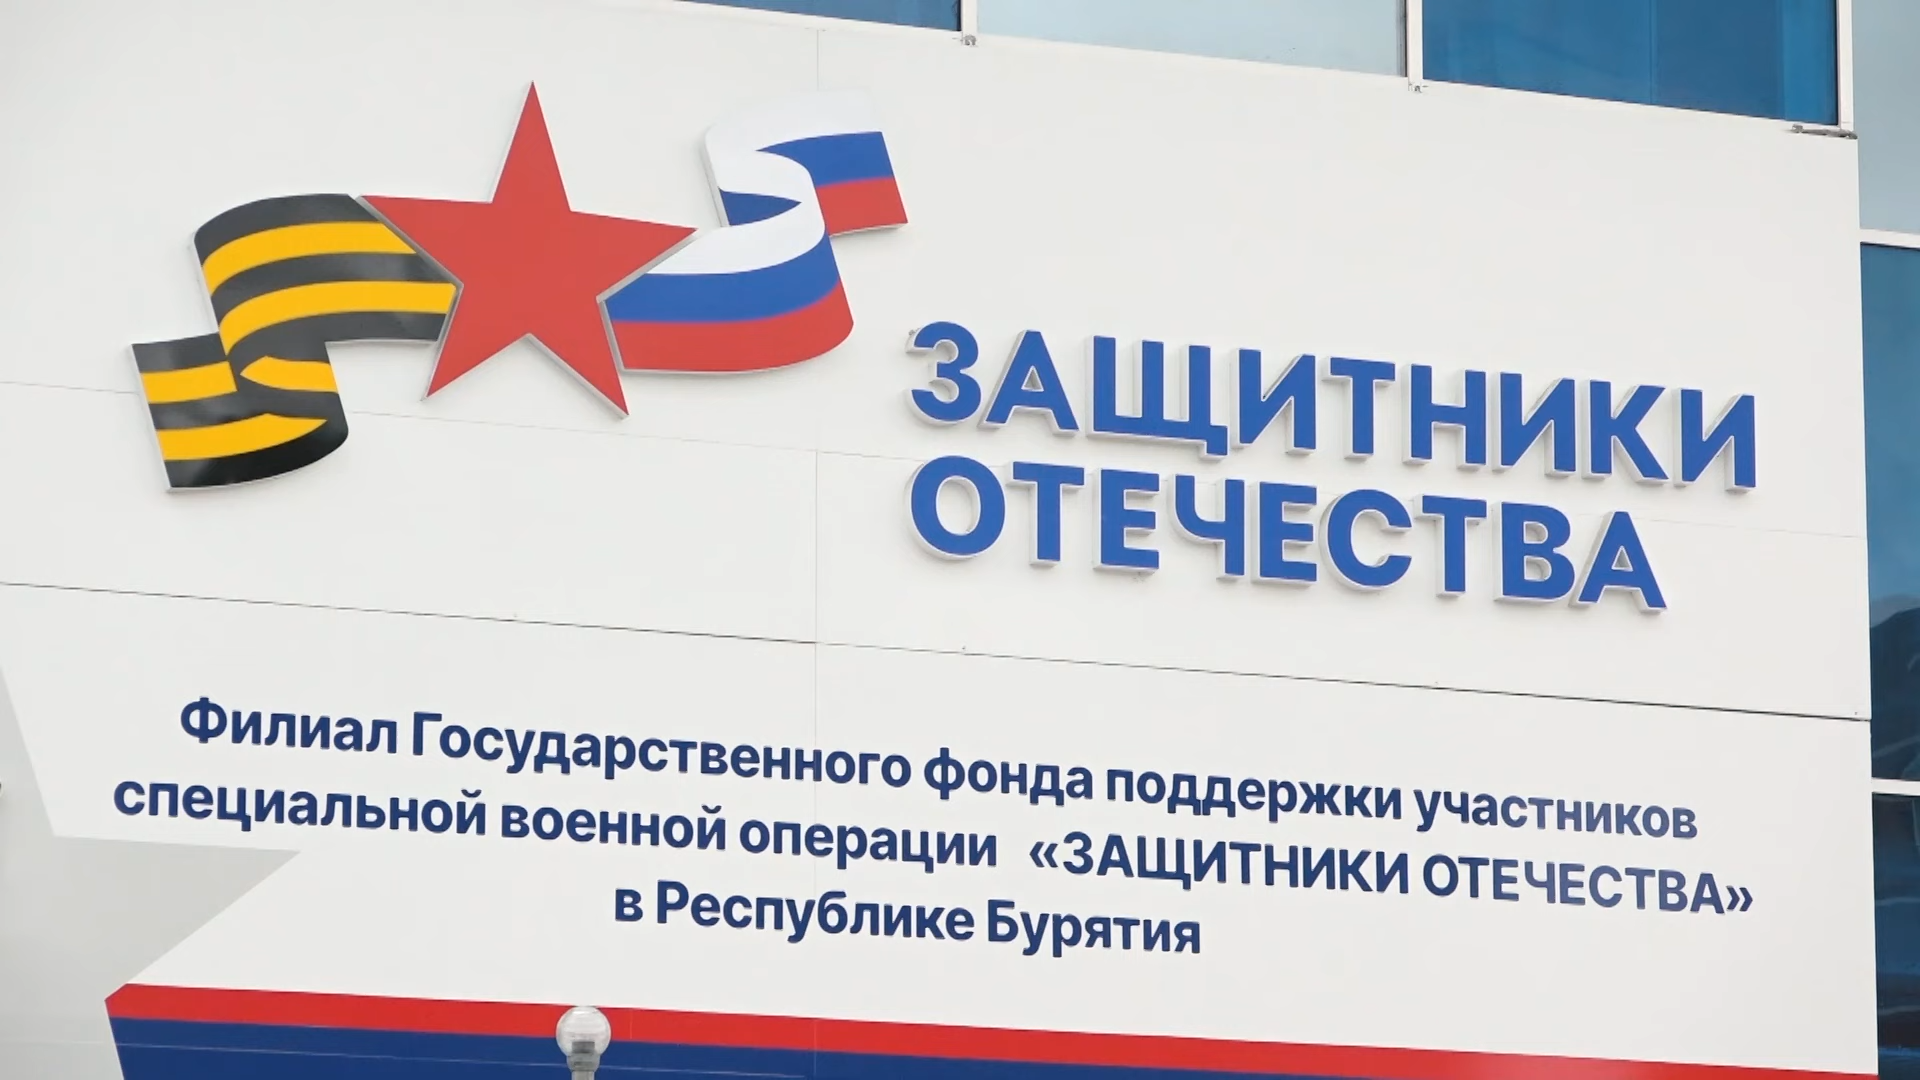 ЗАЩИТНИКИ
ОТЕЧЕСТВА
Филиал Государственного фонда поддержки участников
специальной военной операции «ЗАЩИТНИКИ ОТЕЧЕСТВА»
в Республике Бурятия